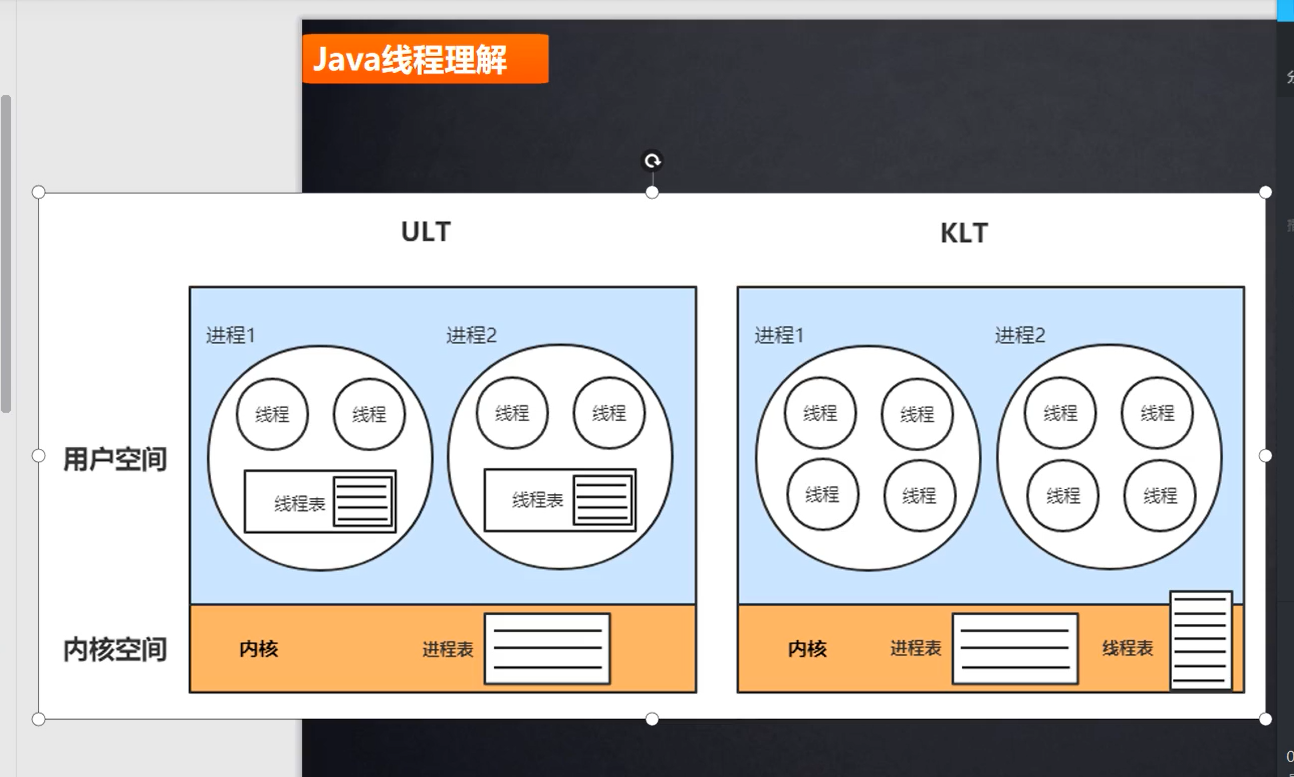 Java线程理解
ULT
KLT
进程1
进程2
进程1
进程2
线程
线程
线程
线程
线程
线程
线程
线程
用户空间
线程表
线程表
线程
线程
线程
线程
内核空间
内核
进程表
内核
进程表
线程表